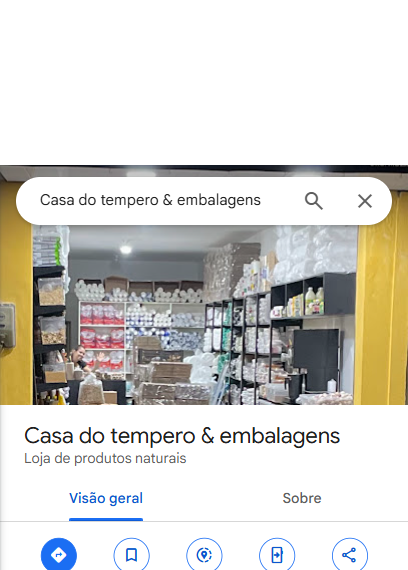 Casa do tempero & embalagens
Casa do tempero & embalagens
Loja de produtos naturais
Visão geral
Sobre